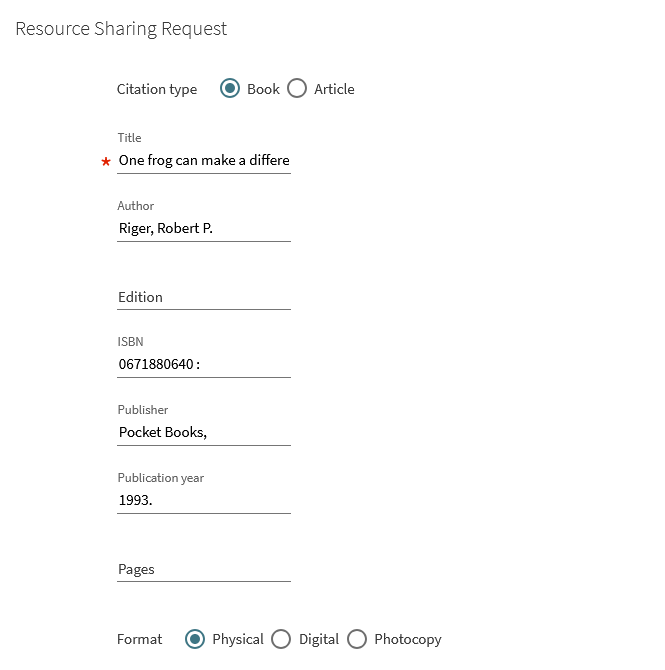 Resource Sharing Request
Citation type Book Article
Title
* One frog can make a differe
Author
Riger, Robert P.
Edition
ISBN
0671880640 :
Publisher
Pocket Books,
Publication year
1993.
Pages
Format Physical Digital Photocopy